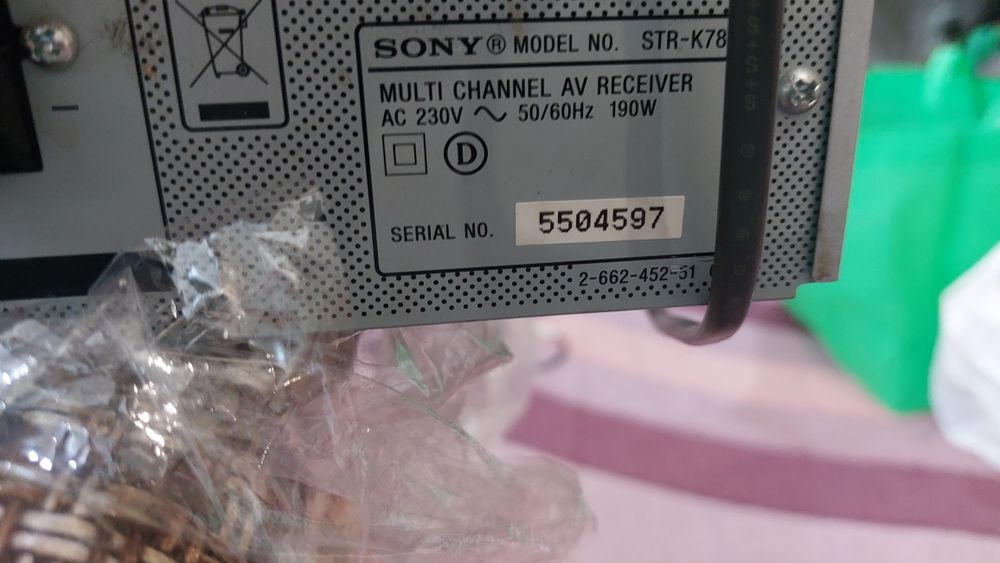 SONY® MODEL NO. STR-K78
MULTI CHANNEL AV RECEIVER
AC 230V ~ 50/60Hz 190W
D
SERIAL NO. 5504597
2-662-452-51